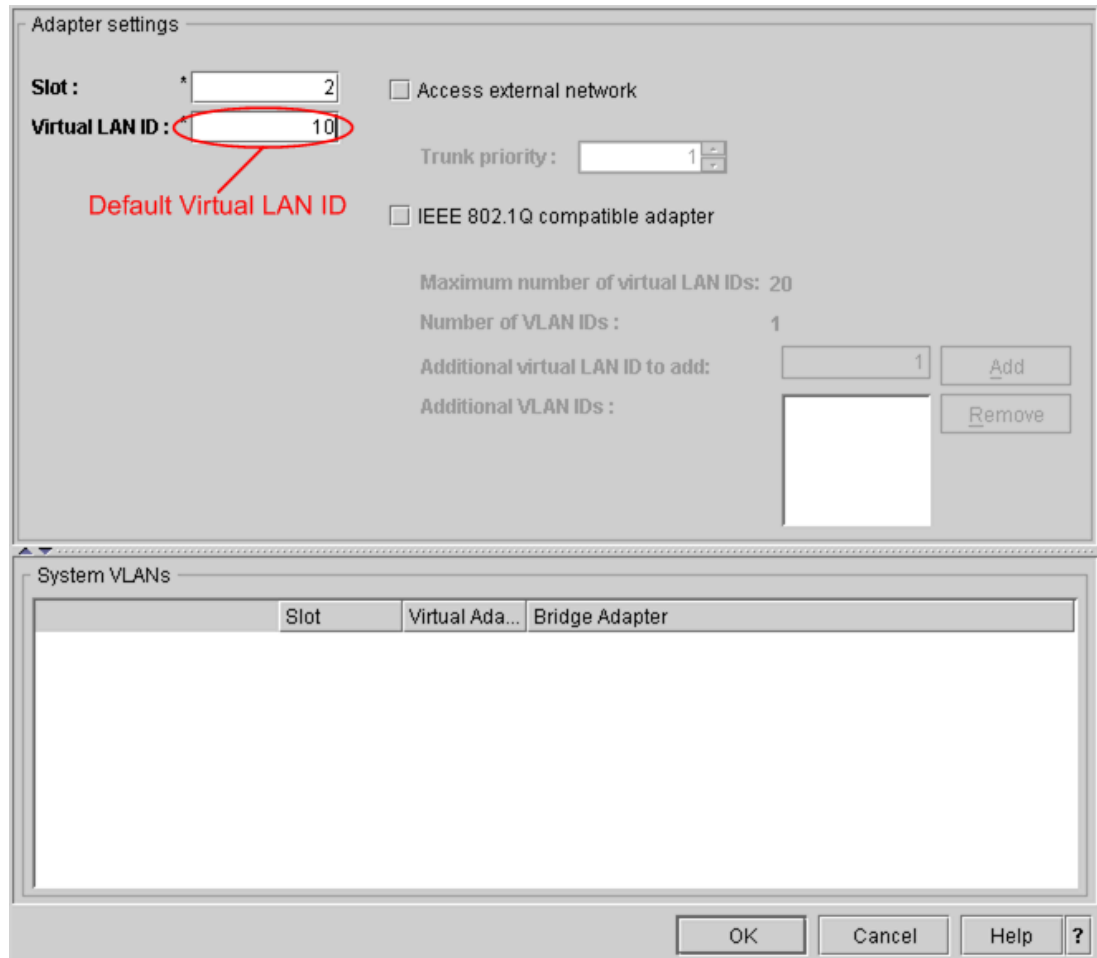 Adapter settings
Slot : * 2
Virtual LAN ID : * 10
Default Virtual LAN ID
Access external network
Trunk priority : 1
IEEE 802.1Q compatible adapter
Maximum number of virtual LAN IDs: 20
Number of VLAN IDs : 1
Additional virtual LAN ID to add: 1 Add
Additional VLAN IDs : Remove
System VLANs
Slot Virtual Ada... Bridge Adapter
OK Cancel Help ?